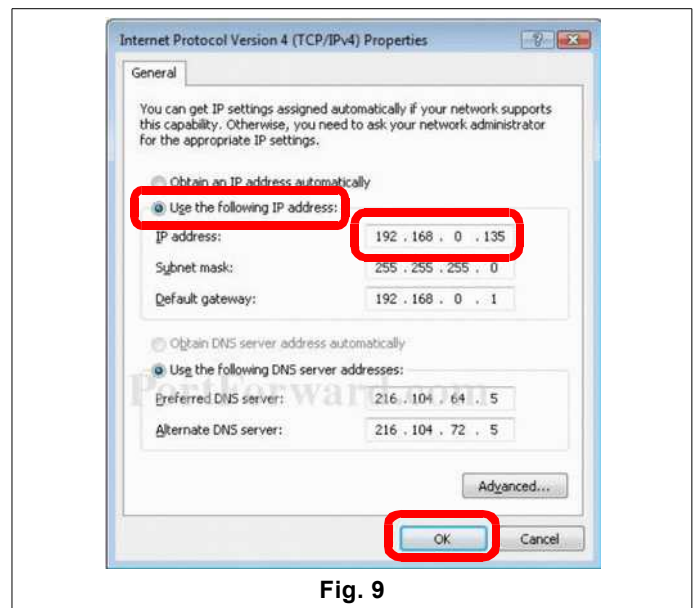 Internet Protocol Version 4 (TCP/IPv4) Properties
General
You can get IP settings assigned automatically if your network supports
this capability. Otherwise, you need to ask your network administrator
for the appropriate IP settings.
Obtain an IP address automatically
Use the following IP address:
IP address: 192 . 168 . 0 . 135
Subnet mask: 255 . 255 . 255 . 0
Default gateway: 192 . 168 . 0 . 1
Obtain DNS server address automatically
Use the following DNS server addresses:
PortForward.com
Preferred DNS server: 216 . 104 . 64 . 5
Alternate DNS server: 216 . 104 . 72 . 5
Advanced...
OK Cancel
Fig. 9